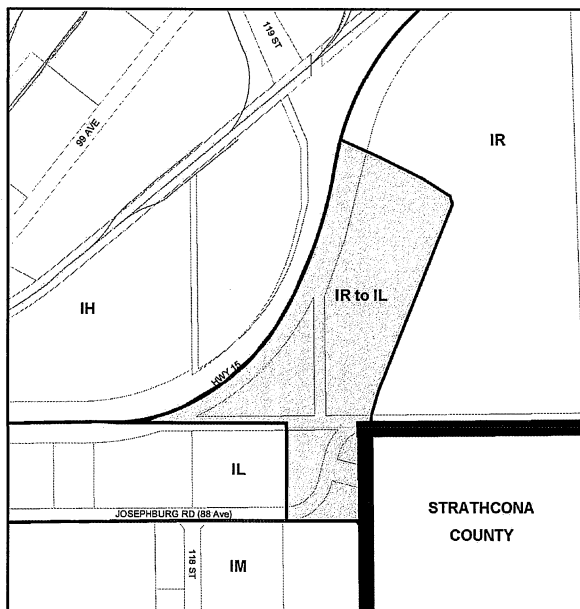 119 ST
99 AVE
IR
IR to IL
IH
HWY 15
IL
JOSEPHBURG RD (88 Ave)
STRATHCONA
COUNTY
118 ST
IM